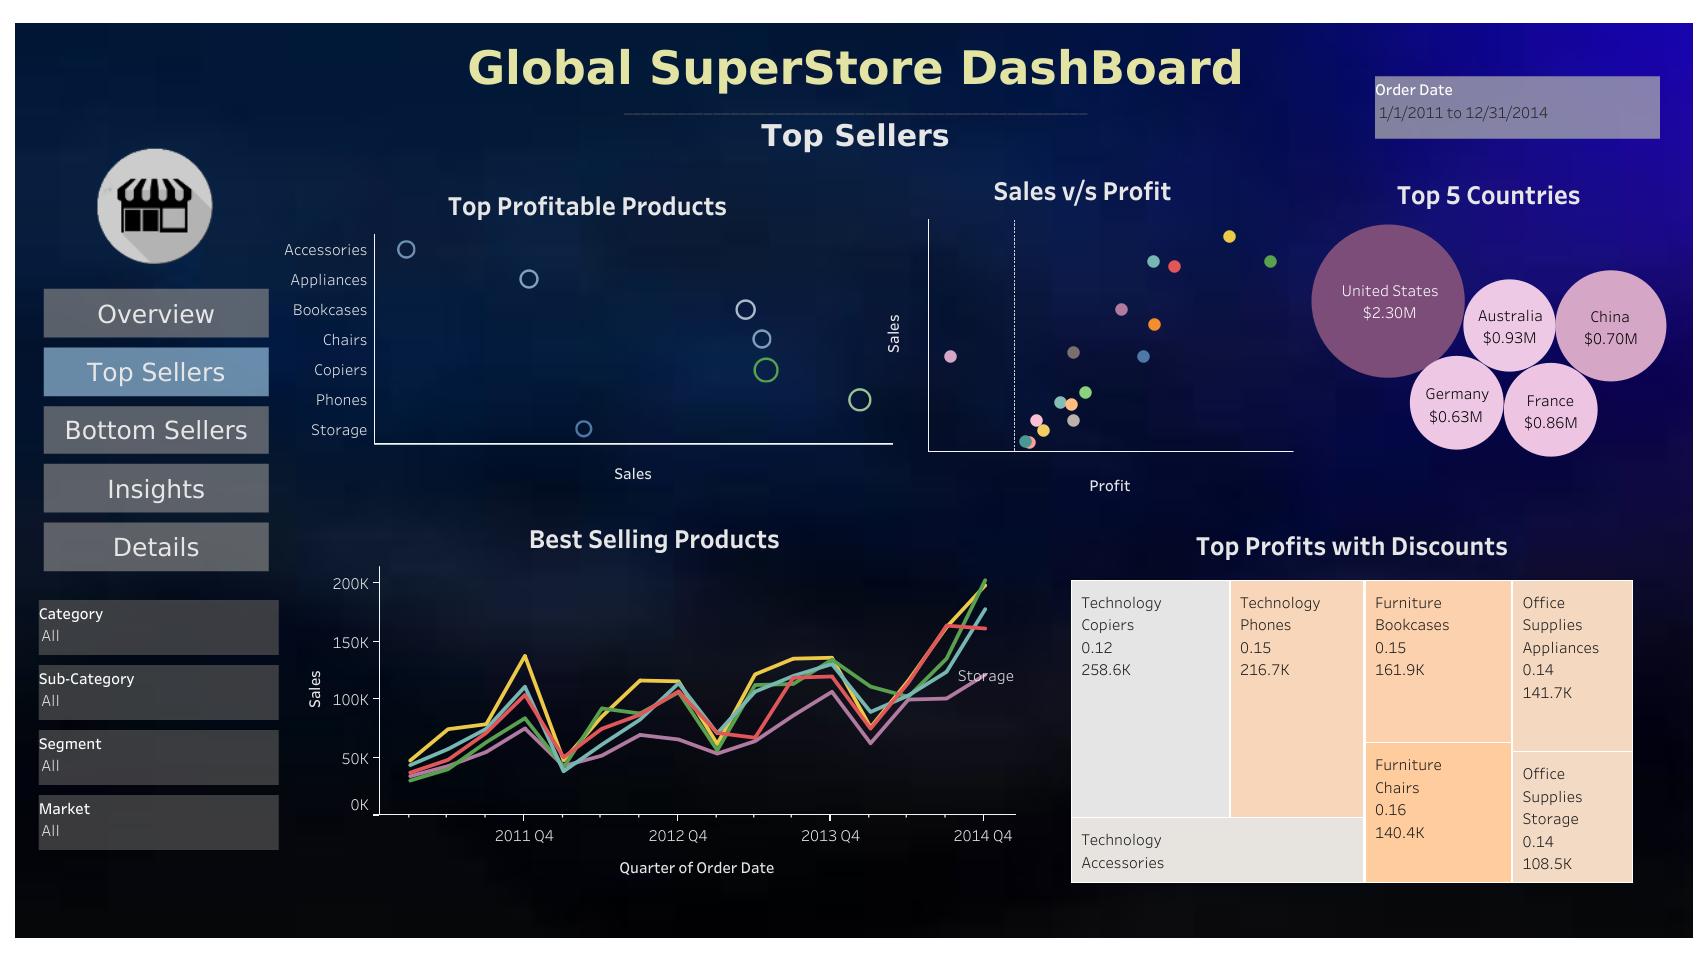 Global SuperStore DashBoard
Order Date
1/1/2011 to 12/31/2014
Top Sellers
Overview
Top Sellers
Bottom Sellers
Insights
Details
Category
All
Sub-Category
All
Segment
All
Market
All
Top Profitable Products
Accessories
Appliances
Bookcases
Chairs
Copiers
Phones
Storage
Sales
Sales v/s Profit
Sales
Profit
Top 5 Countries
United States
$2.30M
Australia
$0.93M
China
$0.70M
Germany
$0.63M
France
$0.86M
Best Selling Products
Sales
200K
150K
100K
50K
0K
Storage
2011 Q4
2012 Q4
2013 Q4
2014 Q4
Quarter of Order Date
Top Profits with Discounts
Technology
Copiers
0.12
258.6K
Technology
Phones
0.15
216.7K
Furniture
Bookcases
0.15
161.9K
Office
Supplies
Appliances
0.14
141.7K
Furniture
Chairs
0.16
140.4K
Office
Supplies
Storage
0.14
108.5K
Technology
Accessories